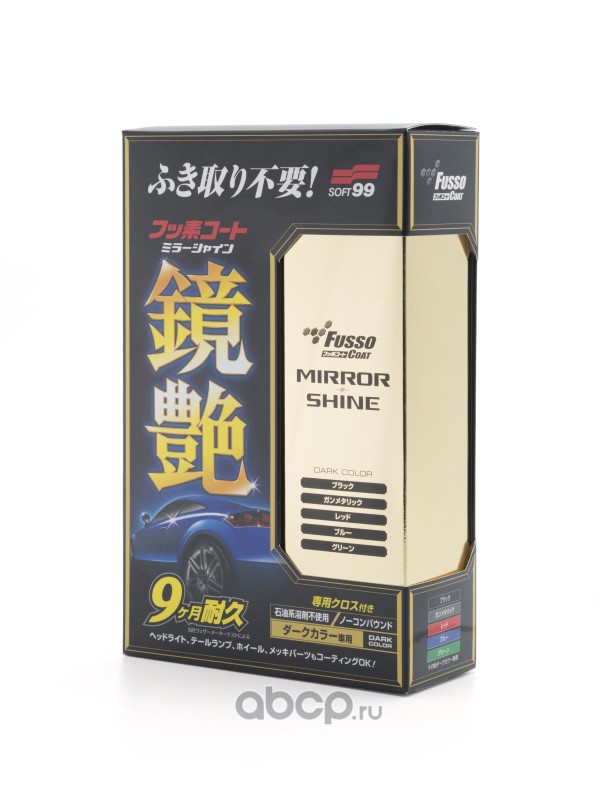 ふき取り不要!
SOFT99
フッ素コート
ミラーシャイン
鏡艶
9ヶ月耐久
専用クロス付き
石油系溶剤不使用/ノーコンパウンド
ダークカラー車用
DARK COLOR
ヘッドライト、テールランプ、ホイール、メッキパーツもコーティングOK!
FUSSO
フッ素コート COAT
MIRROR
SHINE
DARK COLOR
ブラック
ガンメタリック
レッド
ブルー
グリーン
FUSSO
フッ素コート COAT
ブラック
ガンメタリック
レッド
ブルー
グリーン
abcp.ru